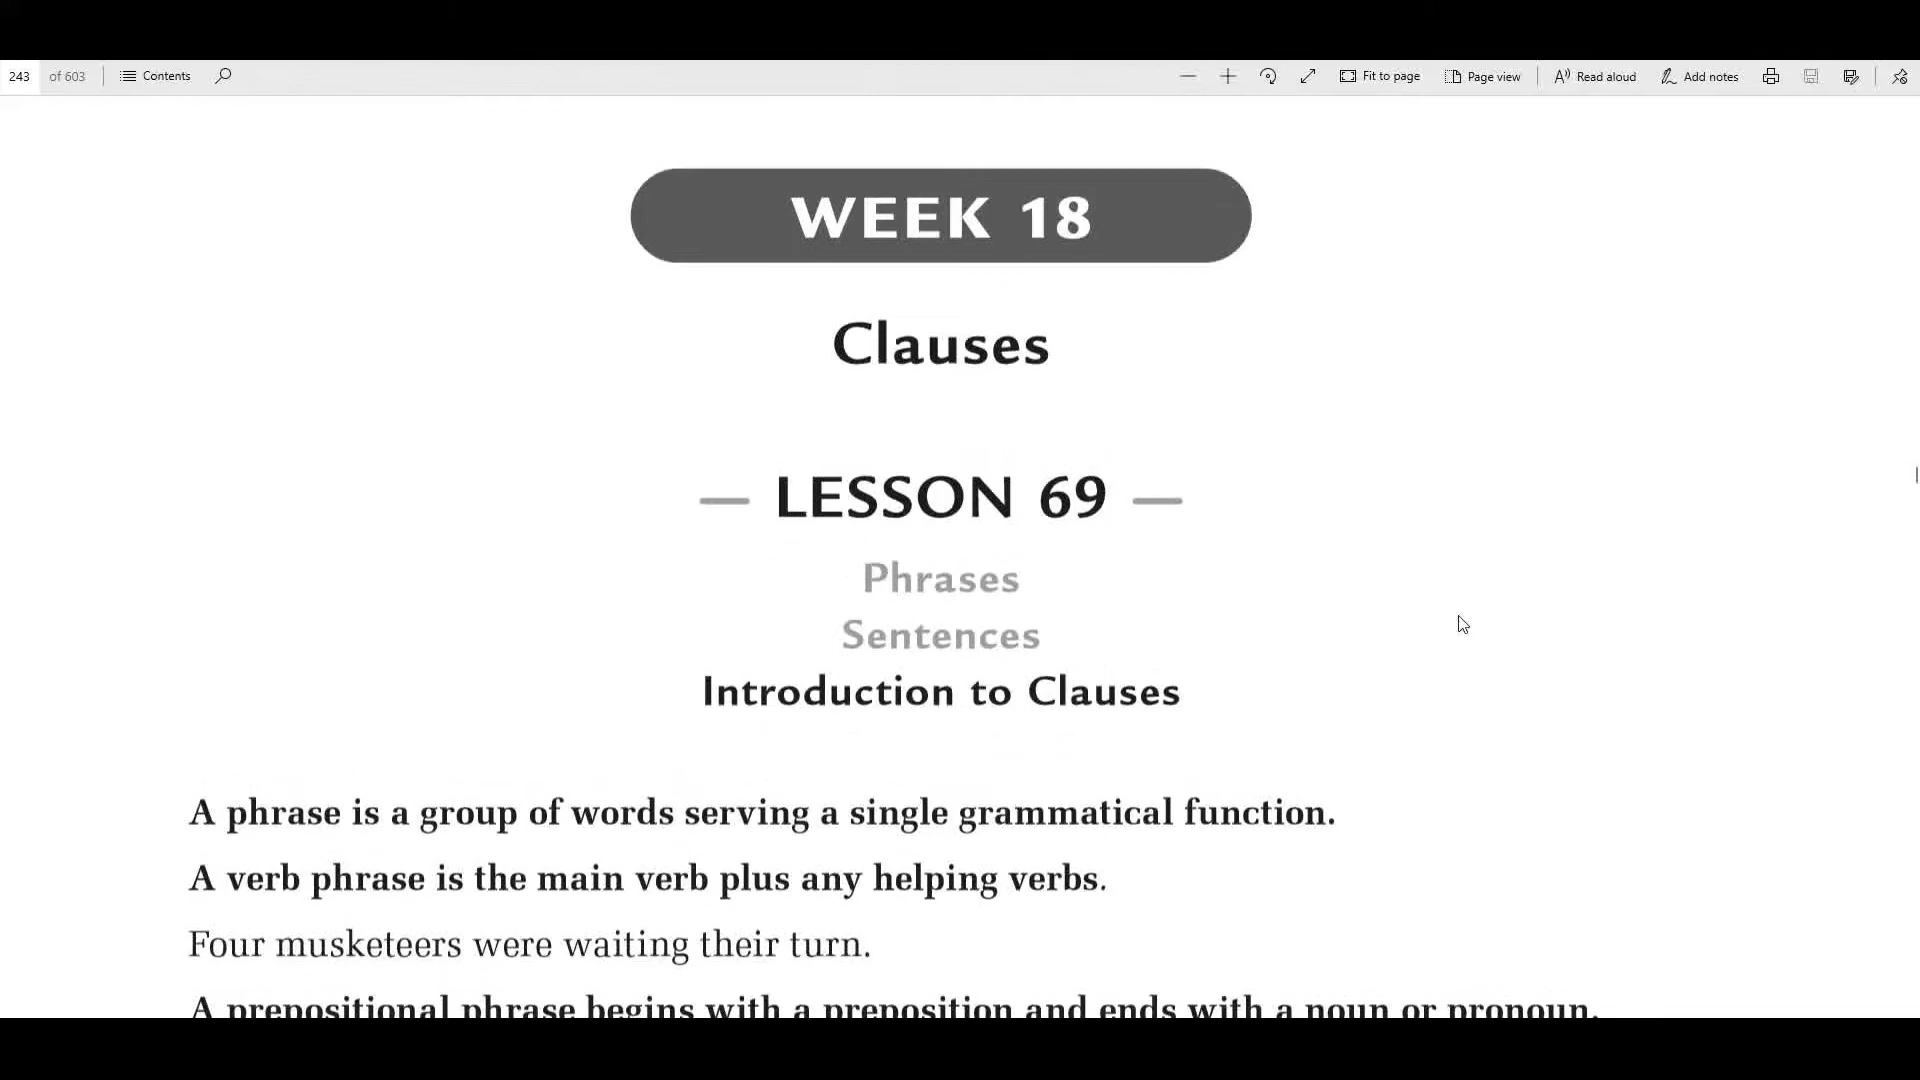 243 of 603 Contents Fit to page Page view Read aloud Add notes
WEEK 18
Clauses
LESSON 69
Phrases
Sentences
Introduction to Clauses
A phrase is a group of words serving a single grammatical function.
A verb phrase is the main verb plus any helping verbs.
Four musketeers were waiting their turn.
A prepositional phrase begins with a preposition and ends with a noun or pronoun.